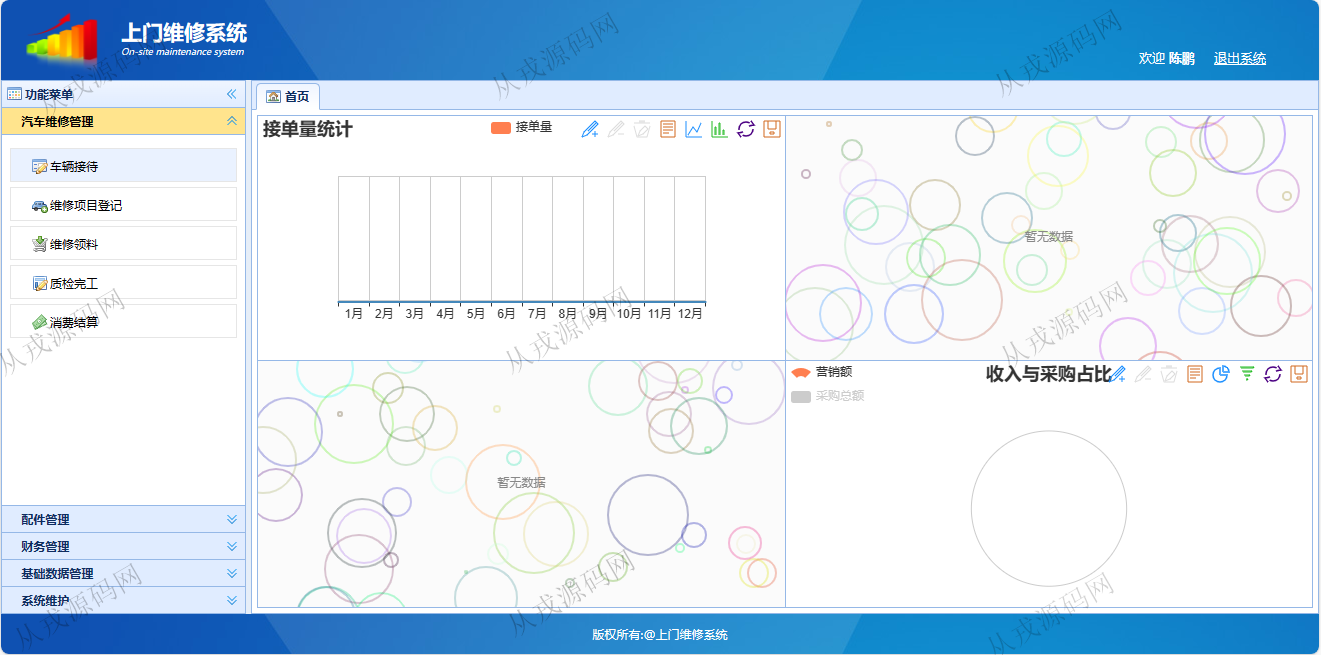 上门维修系统
On-site maintenance system
欢迎 陈鹏 退出系统
功能菜单
首页
汽车维修管理
车辆接待
维修项目登记
维修领料
质检完工
消费结算
配件管理
财务管理
基础数据管理
系统维护
接单量统计
接单量
1月 2月 3月 4月 5月 6月 7月 8月 9月 10月 11月 12月
暂无数据
暂无数据
营销额
采购总额
收入与采购占比
版权所有:@上门维修系统
从戎源码网
从戎源码网
从戎源码网
从戎源码网
从戎源码网
从戎源码网
从戎源码网
从戎源码网
从戎源码网